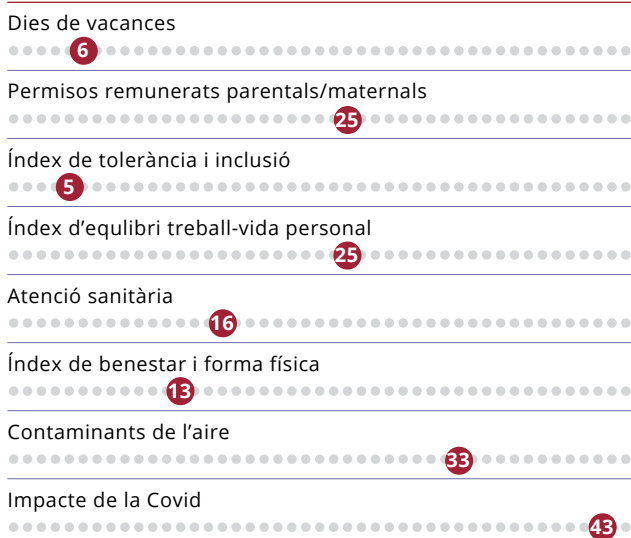 Dies de vacances
6
Permisos remunerats parentals/maternals
25
Índex de tolerància i inclusió
5
Índex d’equlibri treball-vida personal
25
Atenció sanitària
16
Índex de benestar i forma física
13
Contaminants de l’aire
33
Impacte de la Covid
43